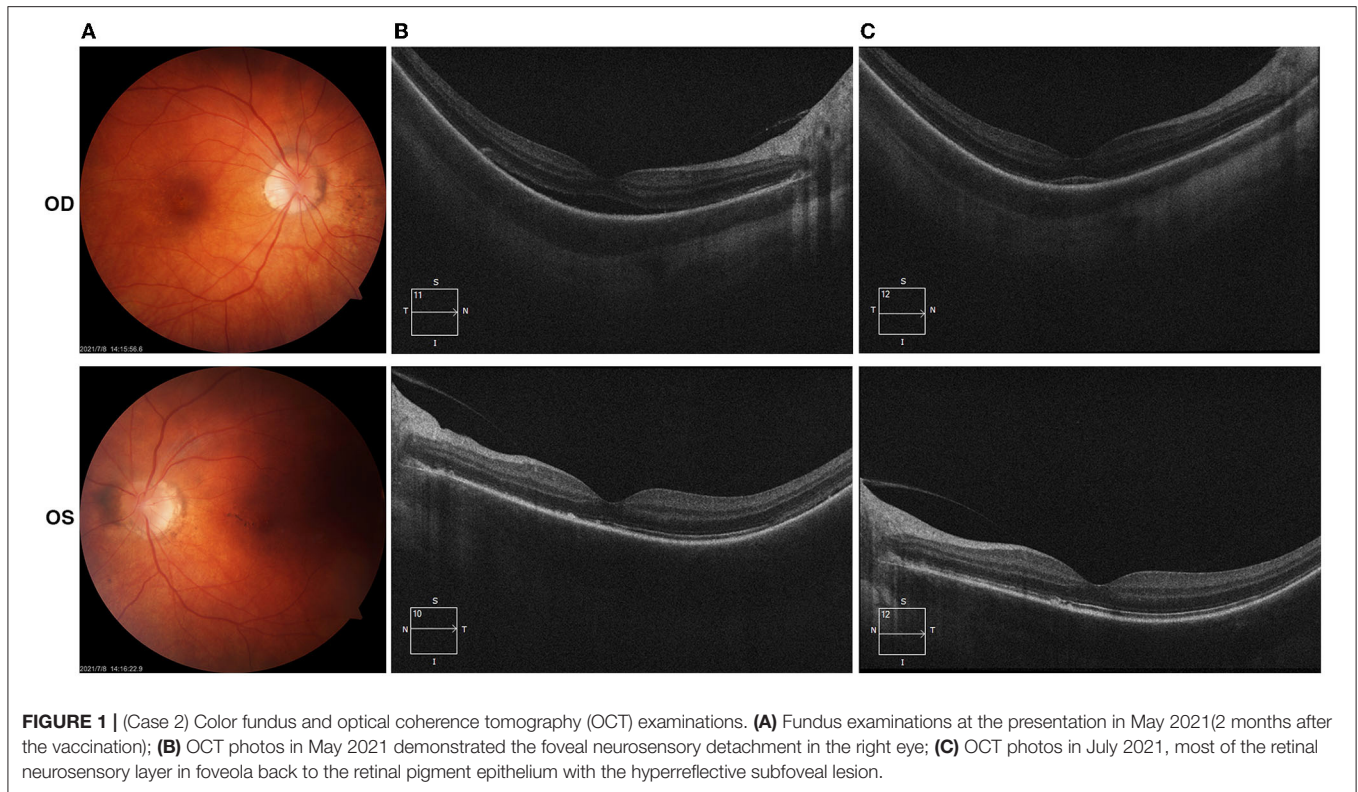 A
B
C
OD
2021/7/8 14:15:56.6
11
S
T
N
I
12
S
T
N
I
OS
2021/7/8 14:16:22.9
10
S
N
T
I
12
S
N
T
I
FIGURE 1 | (Case 2) Color fundus and optical coherence tomography (OCT) examinations. (A) Fundus examinations at the presentation in May 2021(2 months after
the vaccination); (B) OCT photos in May 2021 demonstrated the foveal neurosensory detachment in the right eye; (C) OCT photos in July 2021, most of the retinal
neurosensory layer in foveola back to the retinal pigment epithelium with the hyperreflective subfoveal lesion.